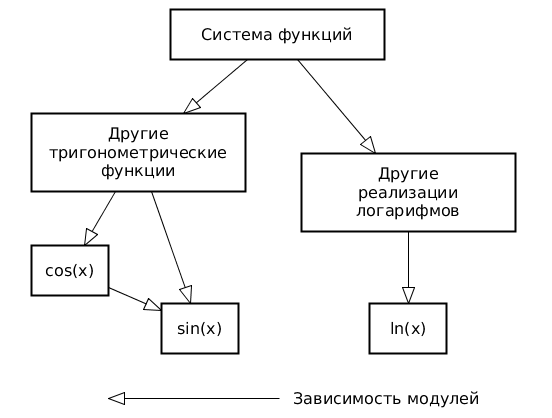 Система функций
Другие
тригонометрические
функции
Другие
реализации
логарифмов
cos(x)
sin(x)
ln(x)
Зависимость модулей